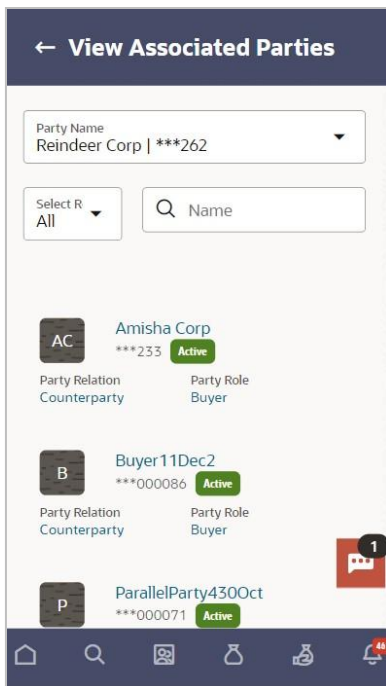 ← View Associated Parties
Party Name
Reindeer Corp | ***262
Select R
All
Name
AC
Amisha Corp
***233 Active
Party Relation Party Role
Counterparty Buyer
B
Buyer11Dec2
***000086 Active
Party Relation Party Role
Counterparty Buyer
1
P
ParallelParty430Oct
***000071 Active
46